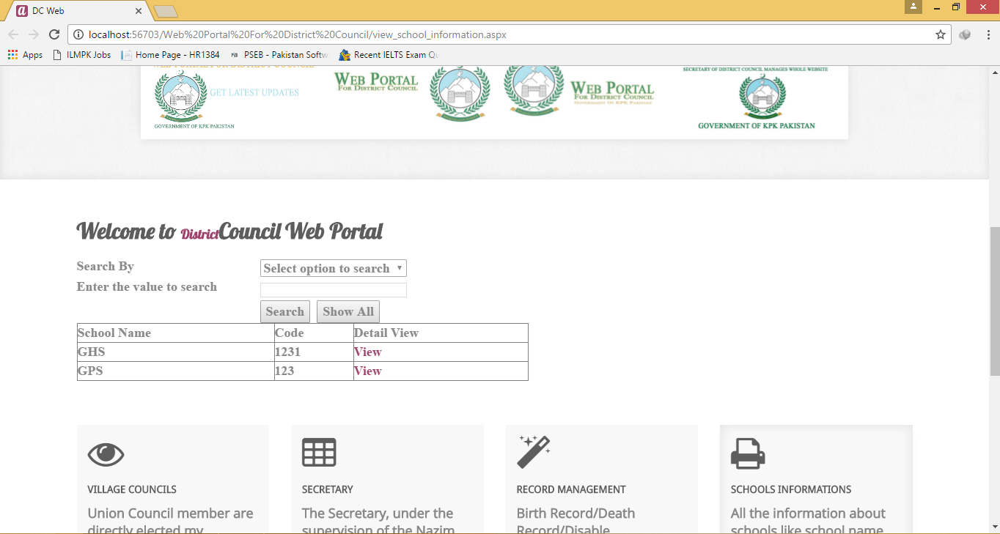 DC Web
localhost:56703/Web%20Portal%20For%20District%20Council/view_school_information.aspx
Apps ILMPK Jobs Home Page - HR1384 PSEB - Pakistan Softw Recent IELTS Exam Qu
WEB PORTAL FOR DISTRICT COUNCIL
GET LATEST UPDATES
GOVERNMENT OF KPK PAKISTAN
WEB PORTAL
FOR DISTRICT COUNCIL
WEB PORTAL
FOR DISTRICT COUNCIL
GOVERNMENT OF KPK PAKISTAN
SECRETARY OF DISTRICT COUNCIL MANAGES WHOLE WEBSITE
GOVERNMENT OF KPK PAKISTAN
Welcome to DistrictCouncil Web Portal
Search By Select option to search
Enter the value to search
Search Show All
School Name Code Detail View
GHS 1231 View
GPS 123 View
VILLAGE COUNCILS
Union Council member are
directly elected my
SECRETARY
The Secretary, under the
supervision of the Nazim
RECORD MANAGEMENT
Birth Record/Death
Record/Disable
SCHOOLS INFORMATIONS
All the information about
schools like school name